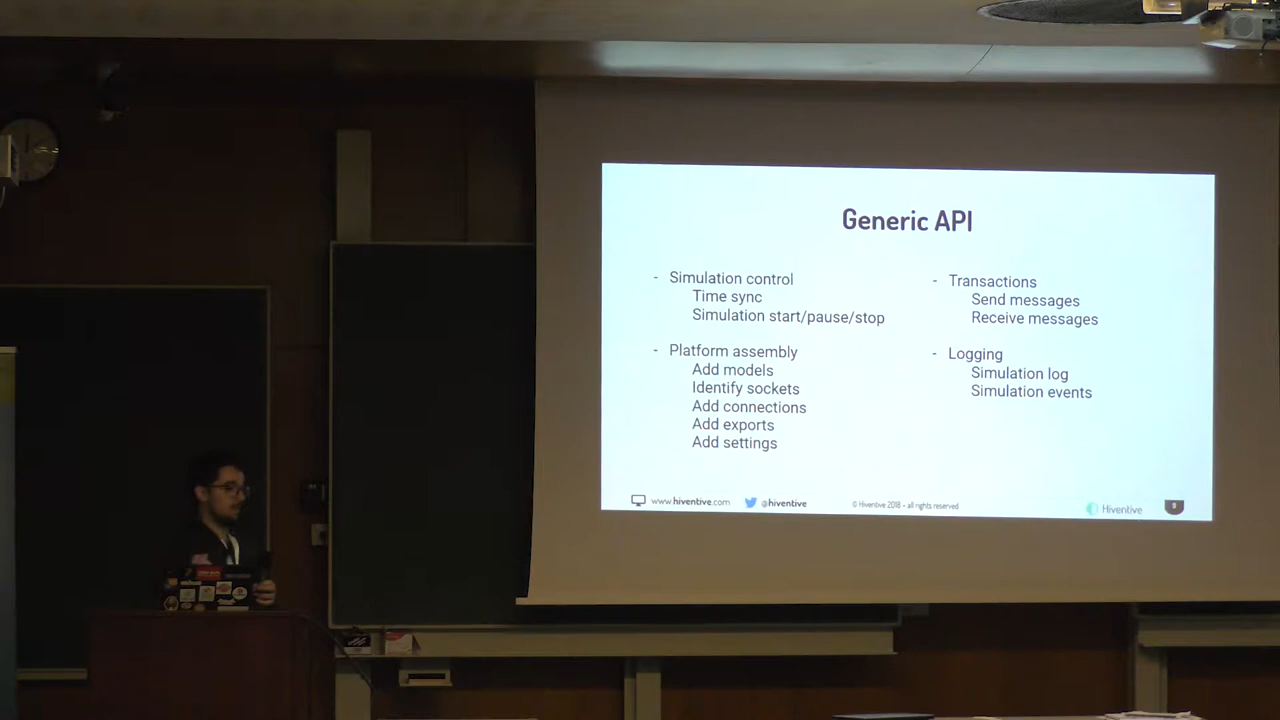 Generic API
- Simulation control
Time sync
Simulation start/pause/stop
- Platform assembly
Add models
Identify sockets
Add connections
Add exports
Add settings
- Transactions
Send messages
Receive messages
- Logging
Simulation log
Simulation events
www.hiventive.com
@hiventive
© Hiventive 2018 - all rights reserved
Hiventive
9